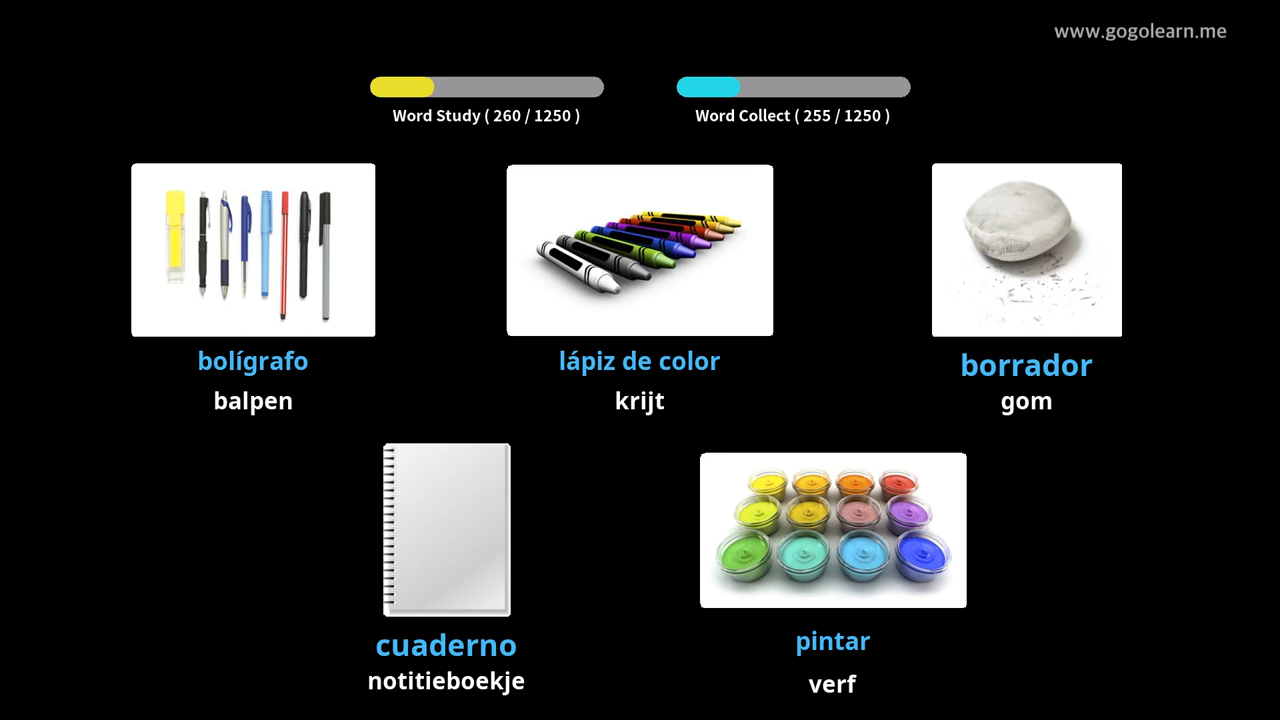 www.gogolearn.me
Word Study ( 260 / 1250 )
Word Collect ( 255 / 1250 )
bolígrafo
balpen
lápiz de color
krijt
borrador
gom
cuaderno
notitieboekje
pintar
verf